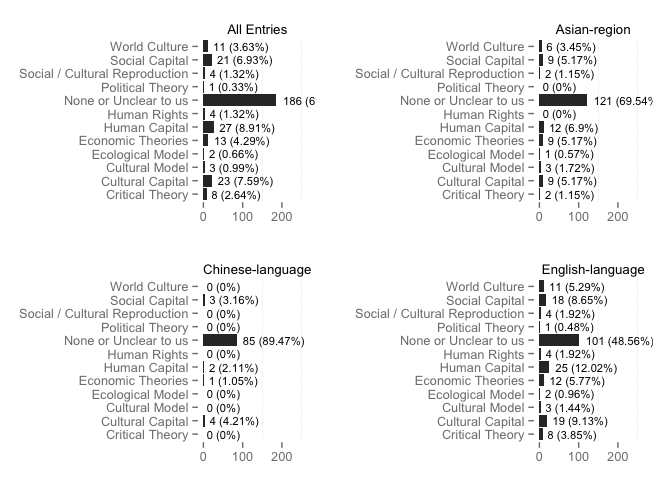 All Entries
World Culture 11 (3.63%)
Social Capital 21 (6.93%)
Social / Cultural Reproduction 4 (1.32%)
Political Theory 1 (0.33%)
None or Unclear to us 186 (6
Human Rights 4 (1.32%)
Human Capital 27 (8.91%)
Economic Theories 13 (4.29%)
Ecological Model 2 (0.66%)
Cultural Model 3 (0.99%)
Cultural Capital 23 (7.59%)
Critical Theory 8 (2.64%)
0 100 200
Asian-region
World Culture 6 (3.45%)
Social Capital 9 (5.17%)
Social / Cultural Reproduction 2 (1.15%)
Political Theory 0 (0%)
None or Unclear to us 121 (69.54%
Human Rights 0 (0%)
Human Capital 12 (6.9%)
Economic Theories 9 (5.17%)
Ecological Model 1 (0.57%)
Cultural Model 3 (1.72%)
Cultural Capital 9 (5.17%)
Critical Theory 2 (1.15%)
0 100 200
Chinese-language
World Culture 0 (0%)
Social Capital 3 (3.16%)
Social / Cultural Reproduction 0 (0%)
Political Theory 0 (0%)
None or Unclear to us 85 (89.47%)
Human Rights 0 (0%)
Human Capital 2 (2.11%)
Economic Theories 1 (1.05%)
Ecological Model 0 (0%)
Cultural Model 0 (0%)
Cultural Capital 4 (4.21%)
Critical Theory 0 (0%)
0 100 200
English-language
World Culture 11 (5.29%)
Social Capital 18 (8.65%)
Social / Cultural Reproduction 4 (1.92%)
Political Theory 1 (0.48%)
None or Unclear to us 101 (48.56%)
Human Rights 4 (1.92%)
Human Capital 25 (12.02%)
Economic Theories 12 (5.77%)
Ecological Model 2 (0.96%)
Cultural Model 3 (1.44%)
Cultural Capital 19 (9.13%)
Critical Theory 8 (3.85%)
0 100 200